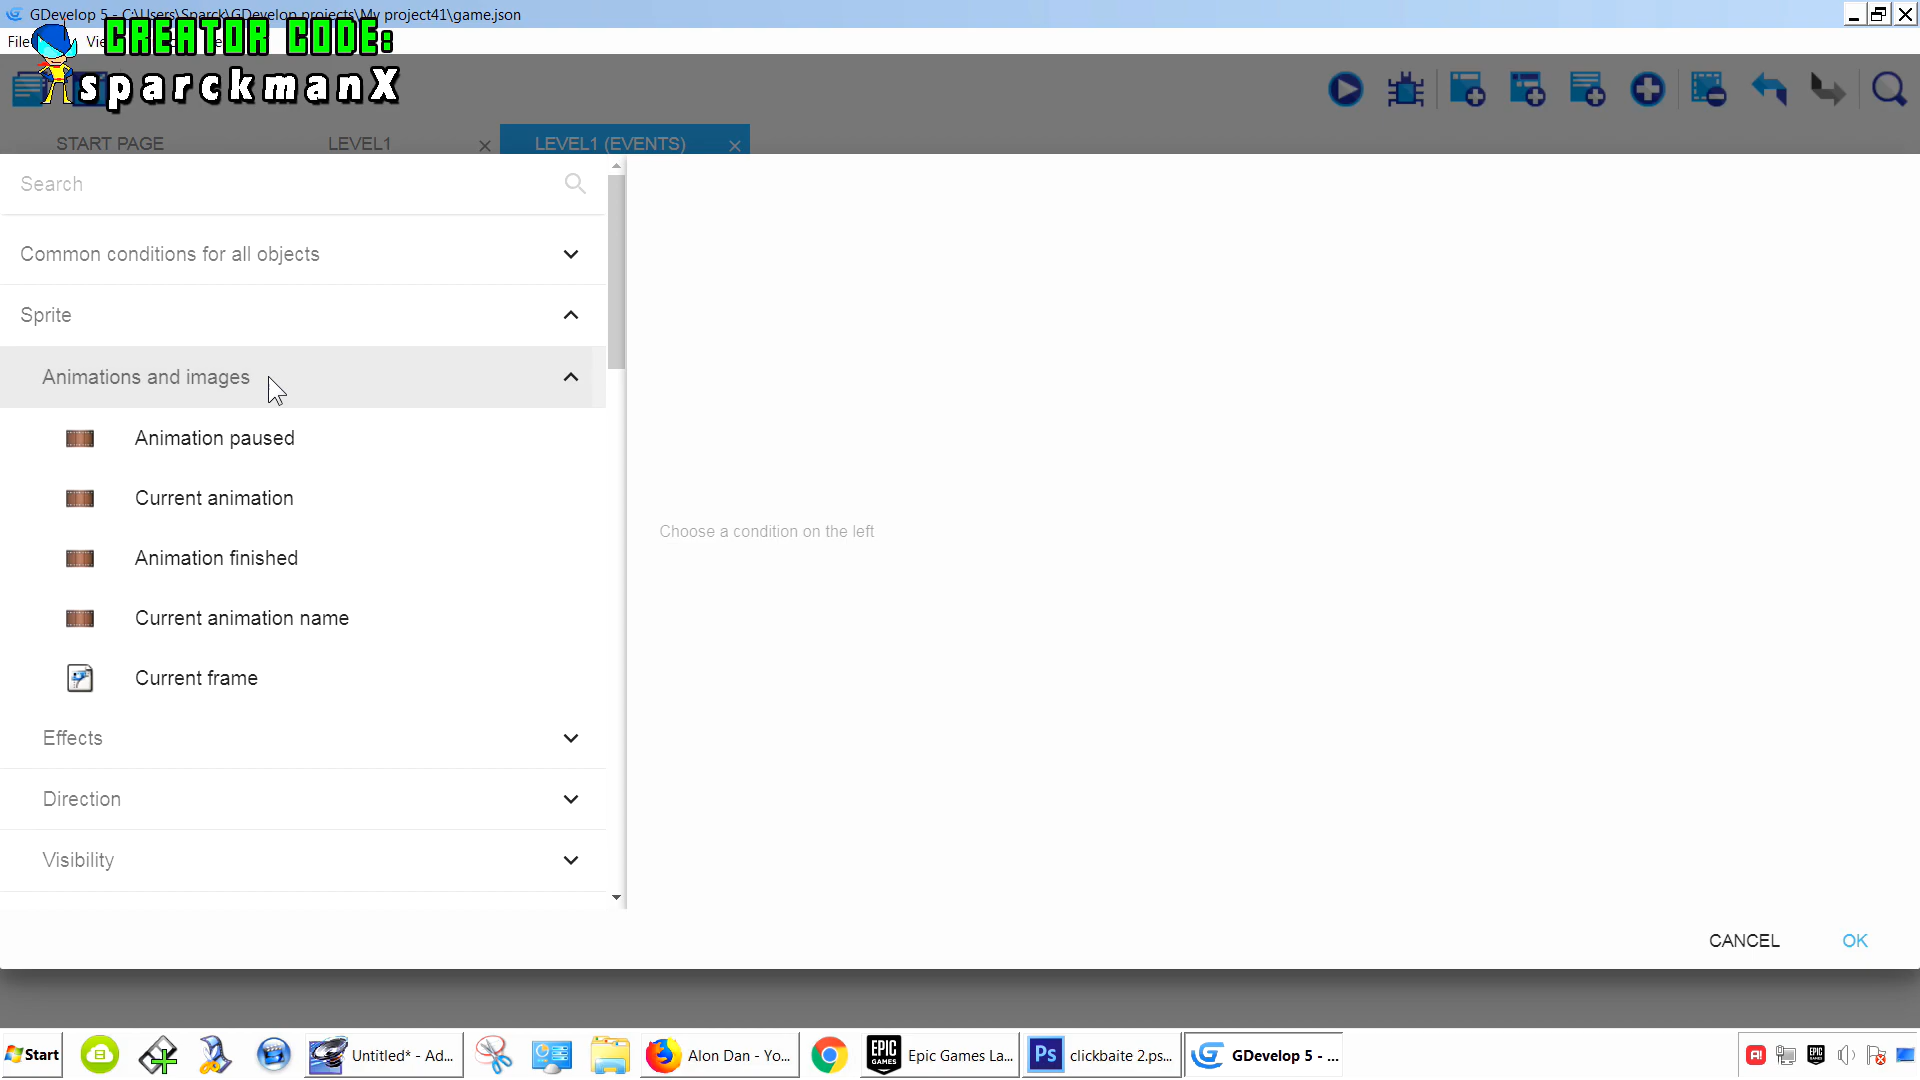 GDevelop 5 - C:\Users\Sparck\GDevelop projects\My project41\game.json
File
CREATOR CODE:
sparckmanX
START PAGE
LEVEL1
LEVEL1 (EVENTS)
Search
Common conditions for all objects
Sprite
Animations and images
Animation paused
Current animation
Animation finished
Current animation name
Current frame
Effects
Direction
Visibility
Choose a condition on the left
CANCEL
OK
Start
Untitled* - Ad...
Alon Dan - Yo...
EPIC GAMES
Epic Games La...
Ps
clickbaite 2.ps...
GDevelop 5 - ...